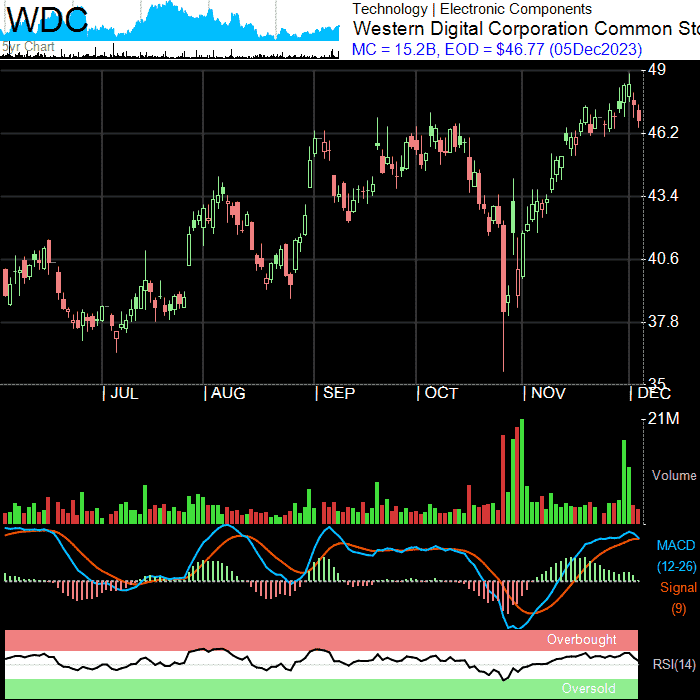 WDC
5yr Chart
Technology | Electronic Components
Western Digital Corporation Common Sto
MC = 15.2B, EOD = $46.77 (05Dec2023)
49
46.2
43.4
40.6
37.8
35
JUL
AUG
SEP
OCT
NOV
DEC
21M
Volume
MACD
(12-26)
Signal
(9)
Overbought
RSI(14)
Oversold